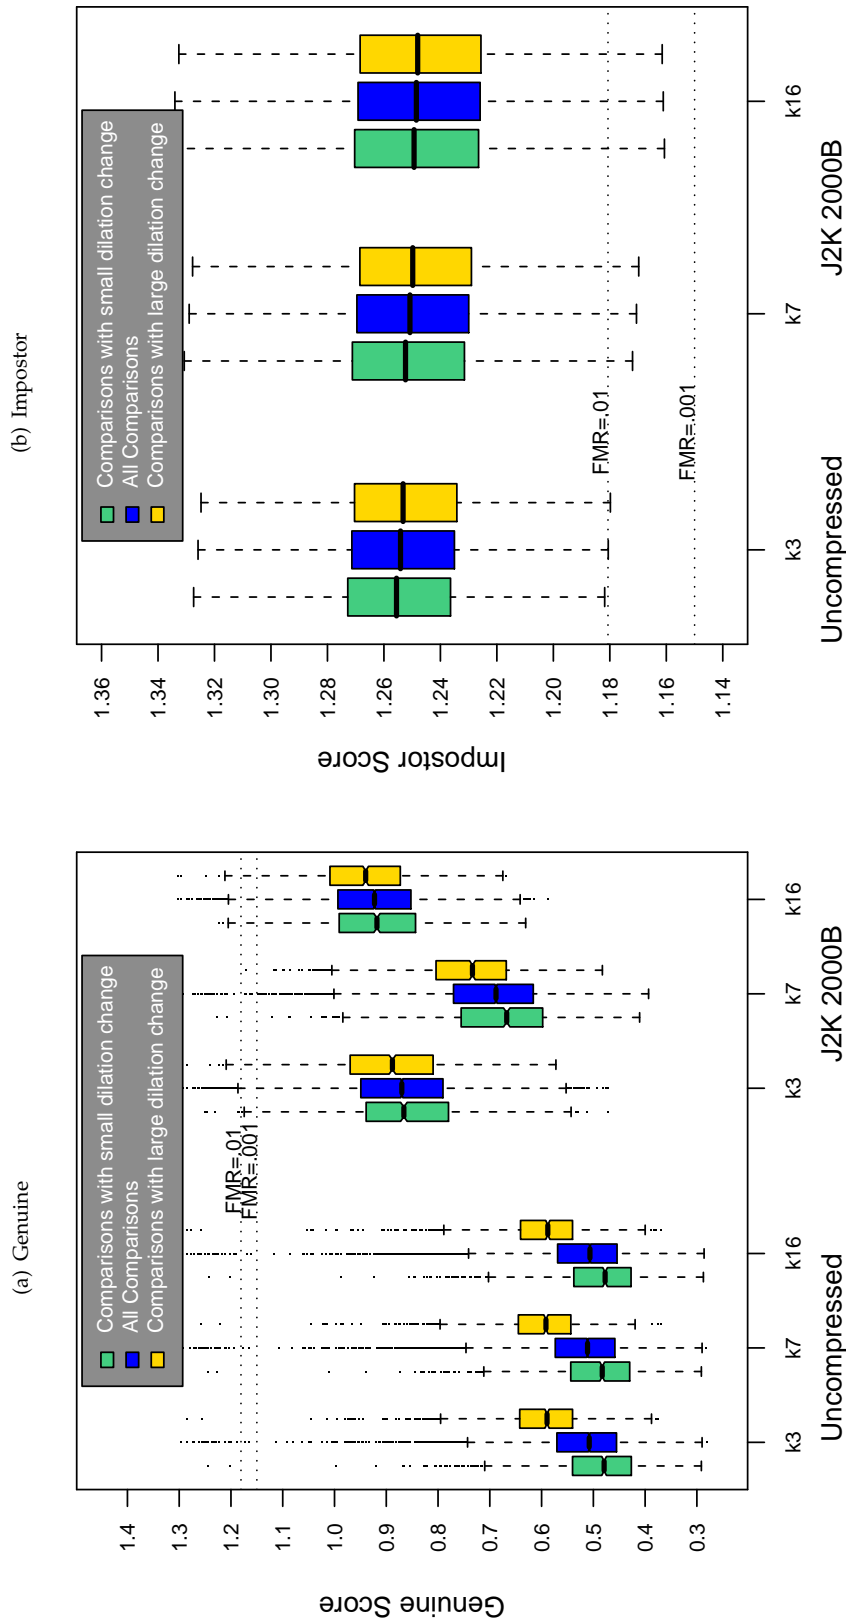 (a) Genuine
Genuine Score
1.4
1.3
1.2
1.1
1.0
0.9
0.8
0.7
0.6
0.5
0.4
0.3
Comparisons with small dilation change
All Comparisons
Comparisons with large dilation change
FMR=.01
FMR=.001
k3
k7
k16
k3
k7
k16
Uncompressed
J2K 2000B
(b) Impostor
Impostor Score
1.36
1.34
1.32
1.30
1.28
1.26
1.24
1.22
1.20
1.18
1.16
1.14
Comparisons with small dilation change
All Comparisons
Comparisons with large dilation change
FMR=.01
FMR=.001
k3
k7
k16
Uncompressed
J2K 2000B